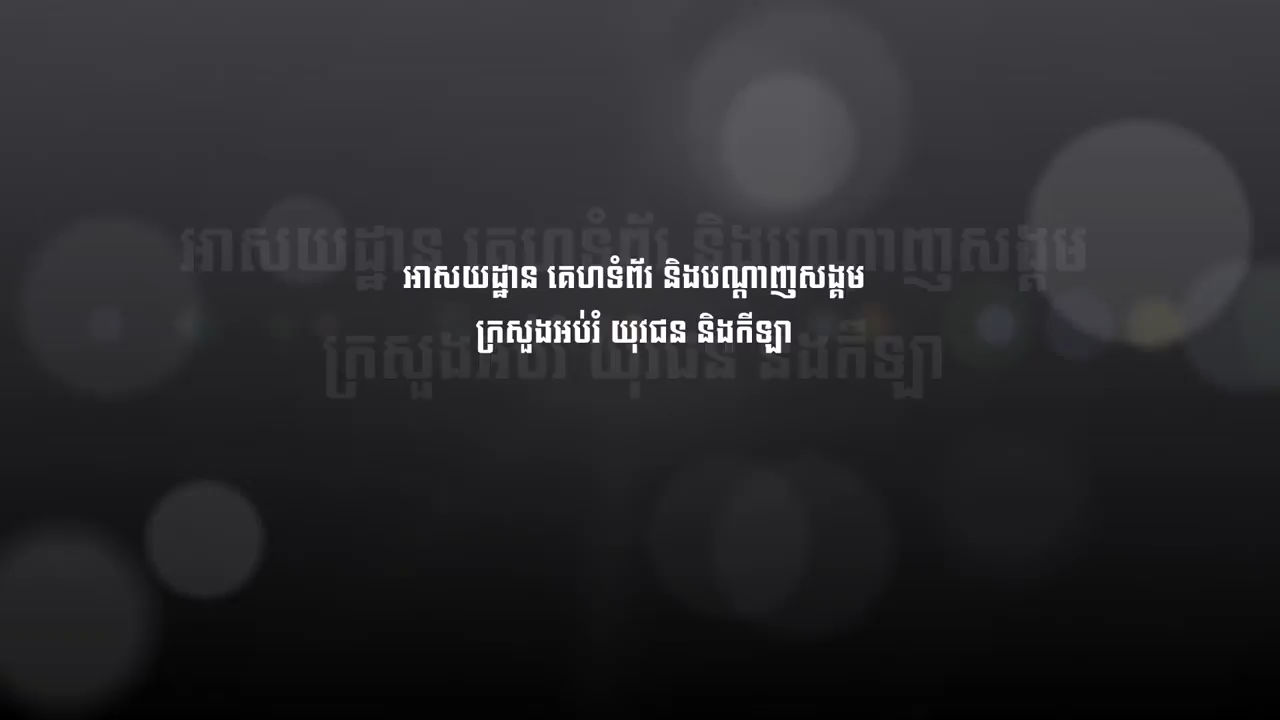 អាសយដ្ឋាន គេហទំព័រ និងបណ្តាញសង្គម
ក្រសួងអប់រំ យុវជន និងកីឡា